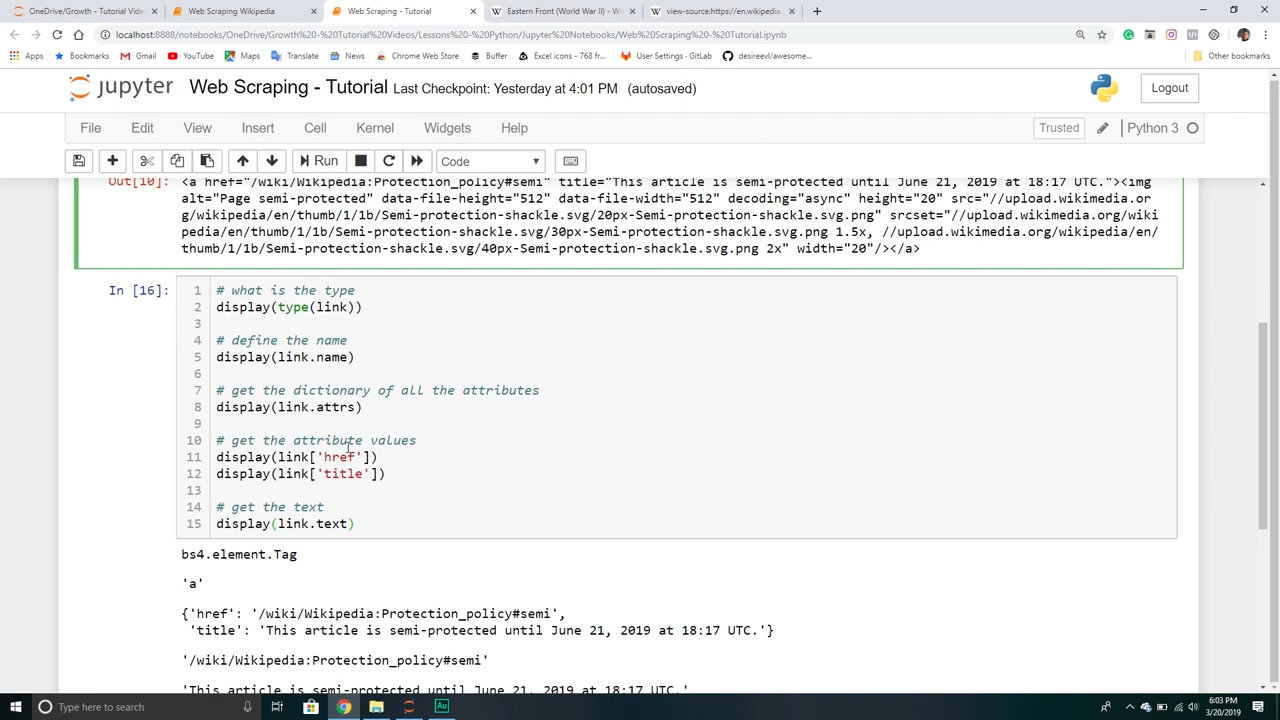 OneDrive/Growth - Tutorial Vide
Web Scraping Wikipedia
Web Scraping - Tutorial
Eastern Front (World War II) - Wi
view-source:https://en.wikipedia.
localhost:8888/notebooks/OneDrive/Growth%20-%20Tutorial%20Videos/Lessons%20-%20Python/Jupyter%20Notebooks/Web%20Scraping%20-%20Tutorial.ipynb
Apps Bookmarks Gmail YouTube Maps Translate News Chrome Web Store Buffer Excel icons - 768 fr... User Settings · GitLab desireevl/awesome... Other bookmarks
jupyter Web Scraping - Tutorial Last Checkpoint: Yesterday at 4:01 PM (autosaved) Logout
File Edit View Insert Cell Kernel Widgets Help Trusted Python 3
Run Code
Out[10]: <a href="/wiki/Wikipedia:Protection_policy#semi" title="This article is semi-protected until June 21, 2019 at 18:17 UTC."><img
alt="Page semi-protected" data-file-height="512" data-file-width="512" decoding="async" height="20" src="//upload.wikimedia.or
g/wikipedia/en/thumb/1/1b/Semi-protection-shackle.svg/20px-Semi-protection-shackle.svg.png" srcset="//upload.wikimedia.org/wiki
pedia/en/thumb/1/1b/Semi-protection-shackle.svg/30px-Semi-protection-shackle.svg.png 1.5x, //upload.wikimedia.org/wikipedia/en/
thumb/1/1b/Semi-protection-shackle.svg/40px-Semi-protection-shackle.svg.png 2x" width="20"/></a>
In [16]: 1 # what is the type
2 display(type(link))
3
4 # define the name
5 display(link.name)
6
7 # get the dictionary of all the attributes
8 display(link.attrs)
9
10 # get the attribute values
11 display(link['href'])
12 display(link['title'])
13
14 # get the text
15 display(link.text)
bs4.element.Tag
'a'
{'href': '/wiki/Wikipedia:Protection_policy#semi',
'title': 'This article is semi-protected until June 21, 2019 at 18:17 UTC.'}
'/wiki/Wikipedia:Protection_policy#semi'
'This article is semi-protected until June 21, 2019 at 18:17 UTC.'
Type here to search
Au
6:03 PM
3/20/2019